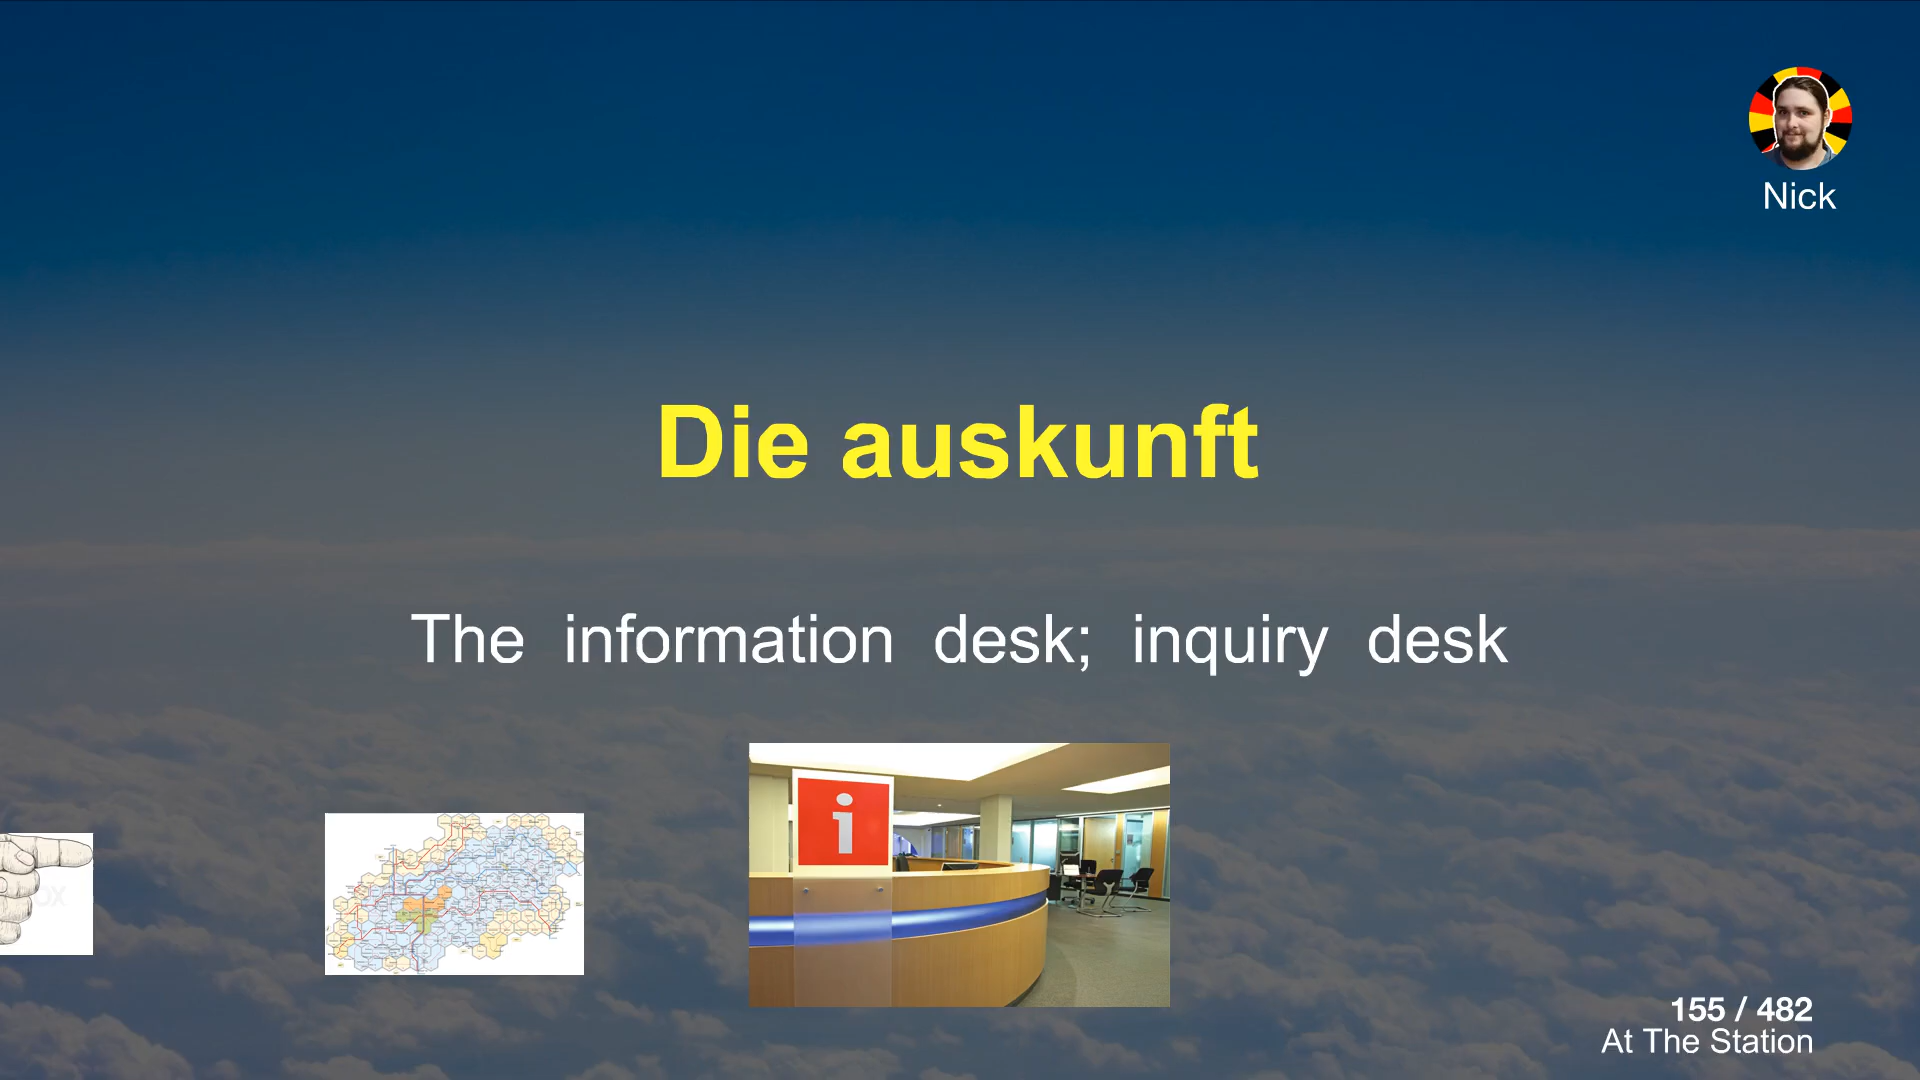 Nick
Die auskunft
The information desk; inquiry desk
i
155 / 482
At The Station